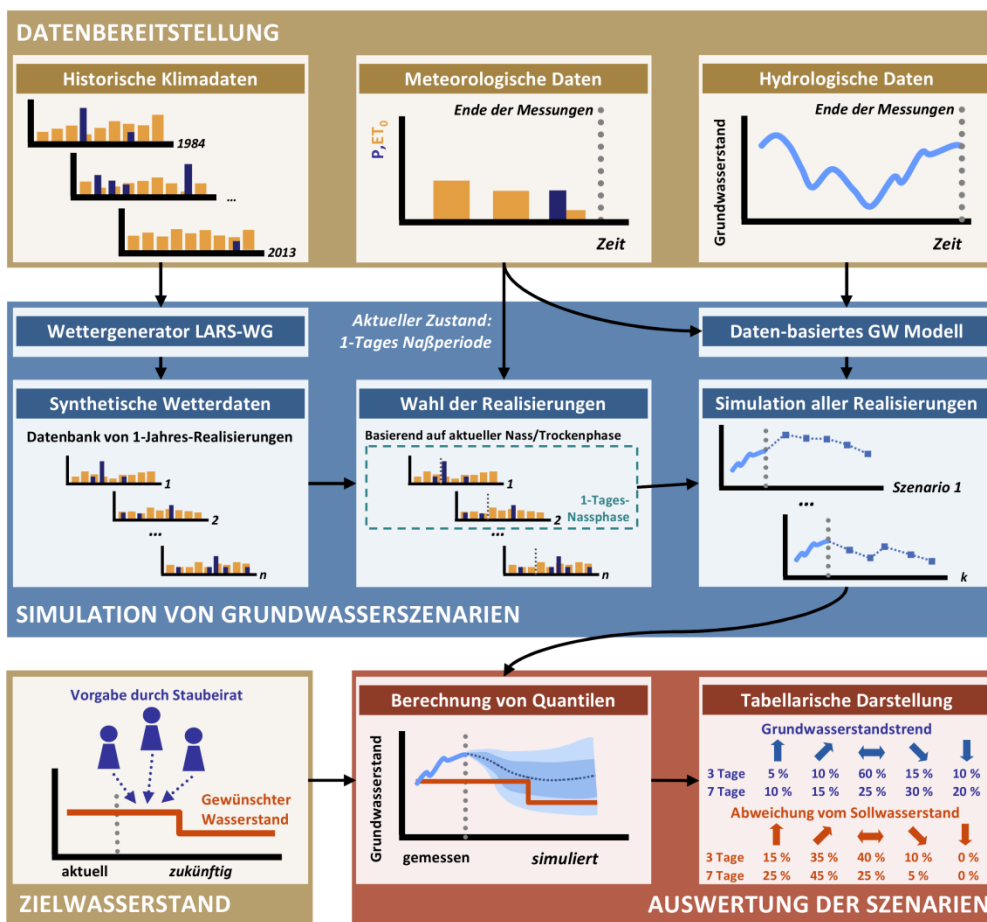 DATENBEREITSTELLUNG
Historische Klimadaten
1984
...
2013
Meteorologische Daten
Ende der Messungen
P,ET₀
Zeit
Hydrologische Daten
Ende der Messungen
Grundwasserstand
Zeit
Wettergenerator LARS-WG
Aktueller Zustand:
1-Tages Naßperiode
Daten-basiertes GW Modell
Synthetische Wetterdaten
Datenbank von 1-Jahres-Realisierungen
1
2
...
n
Wahl der Realisierungen
Basierend auf aktueller Nass/Trockenphase
1
2
1-Tages-
Nassphase
...
n
Simulation aller Realisierungen
Szenario 1
...
k
SIMULATION VON GRUNDWASSERSZENARIEN
Vorgabe durch Staubeirat
Gewünschter
Wasserstand
aktuell
zukünftig
ZIELWASSERSTAND
Berechnung von Quantilen
Grundwasserstand
gemessen
simuliert
Tabellarische Darstellung
Grundwasserstandstrend
3 Tage 5 % 10 % 60 % 15 % 10 %
7 Tage 10 % 15 % 25 % 30 % 20 %
Abweichung vom Sollwasserstand
3 Tage 15 % 35 % 40 % 10 % 0 %
7 Tage 25 % 45 % 25 % 5 % 0 %
AUSWERTUNG DER SZENARIEN